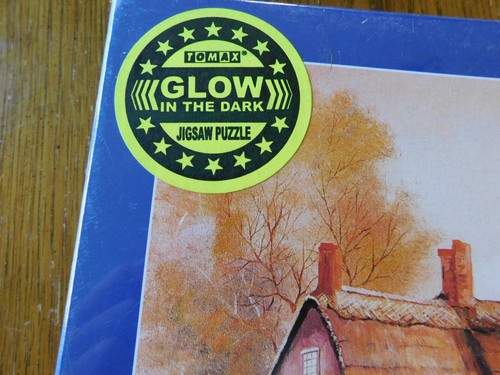 TOMAX®
GLOW
IN THE DARK
JIGSAW PUZZLE